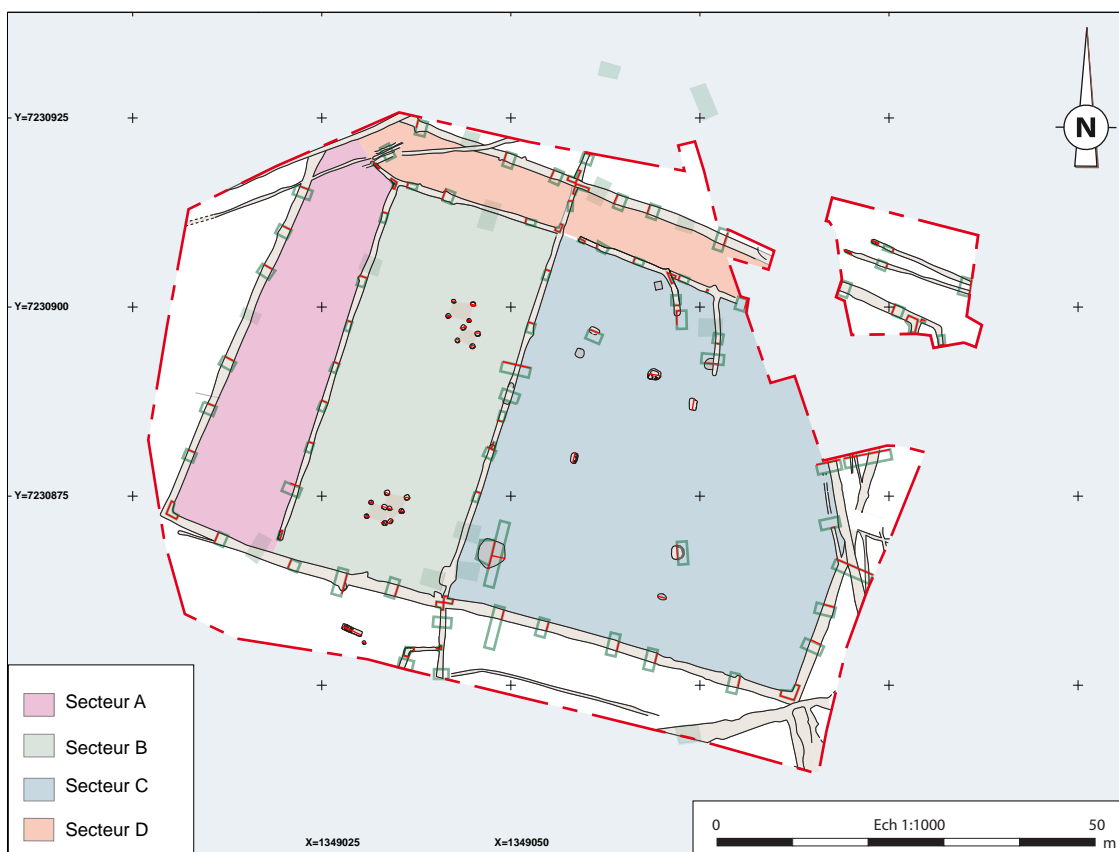 Y=7230925
N
Y=7230900
Y=7230875
Secteur A
Secteur B
Secteur C
Secteur D
X=1349025
X=1349050
0
Ech 1:1000
50
m